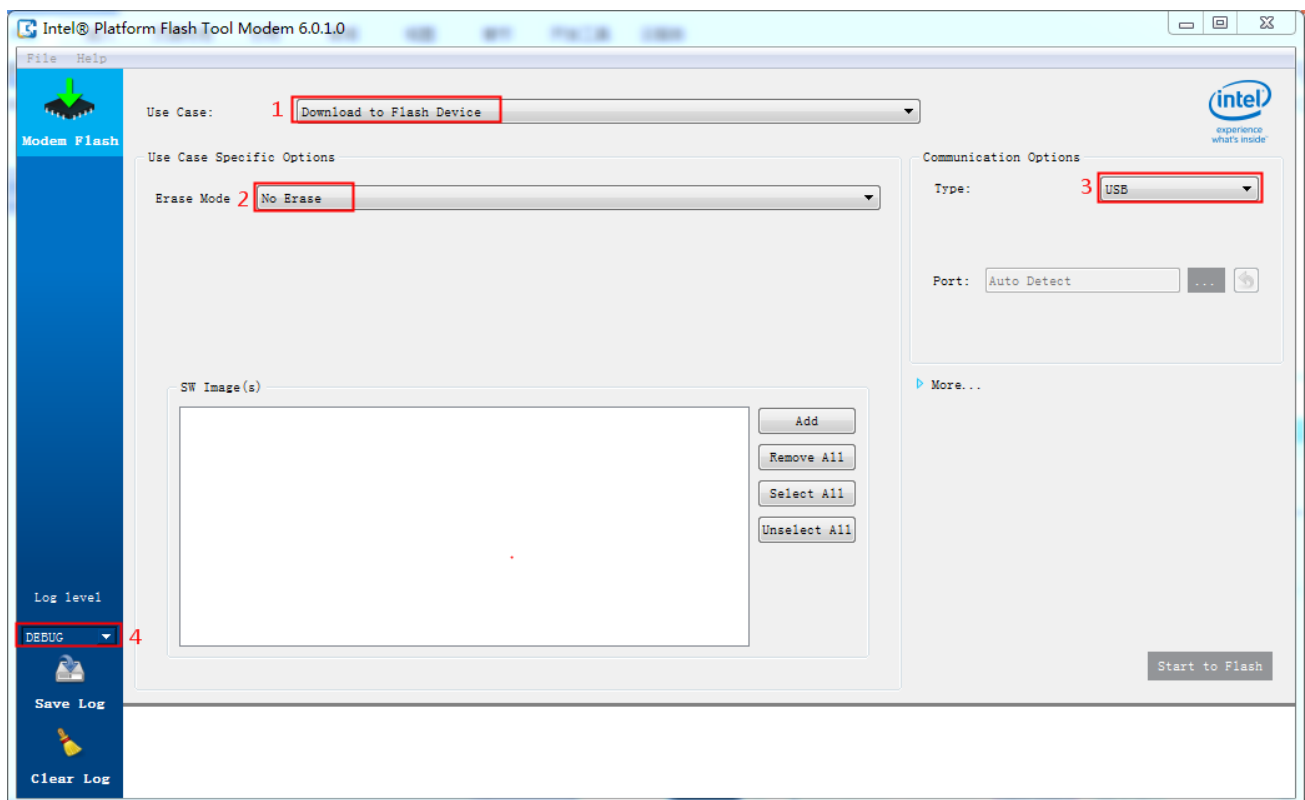 Intel® Platform Flash Tool Modem 6.0.1.0
File Help
Modem Flash
Use Case: 1 Download to Flash Device
intel
experience
what's inside™
Use Case Specific Options
Erase Mode 2 No Erase
Communication Options
Type: 3 USB
Port: Auto Detect ...
SW Image(s)
Add
Remove All
Select All
Unselect All
More...
Log level
DEBUG 4
Save Log
Clear Log
Start to Flash